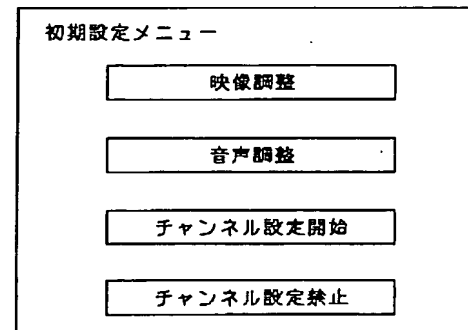 初期設定メニュー
映像調整
音声調整
チャンネル設定開始
チャンネル設定禁止